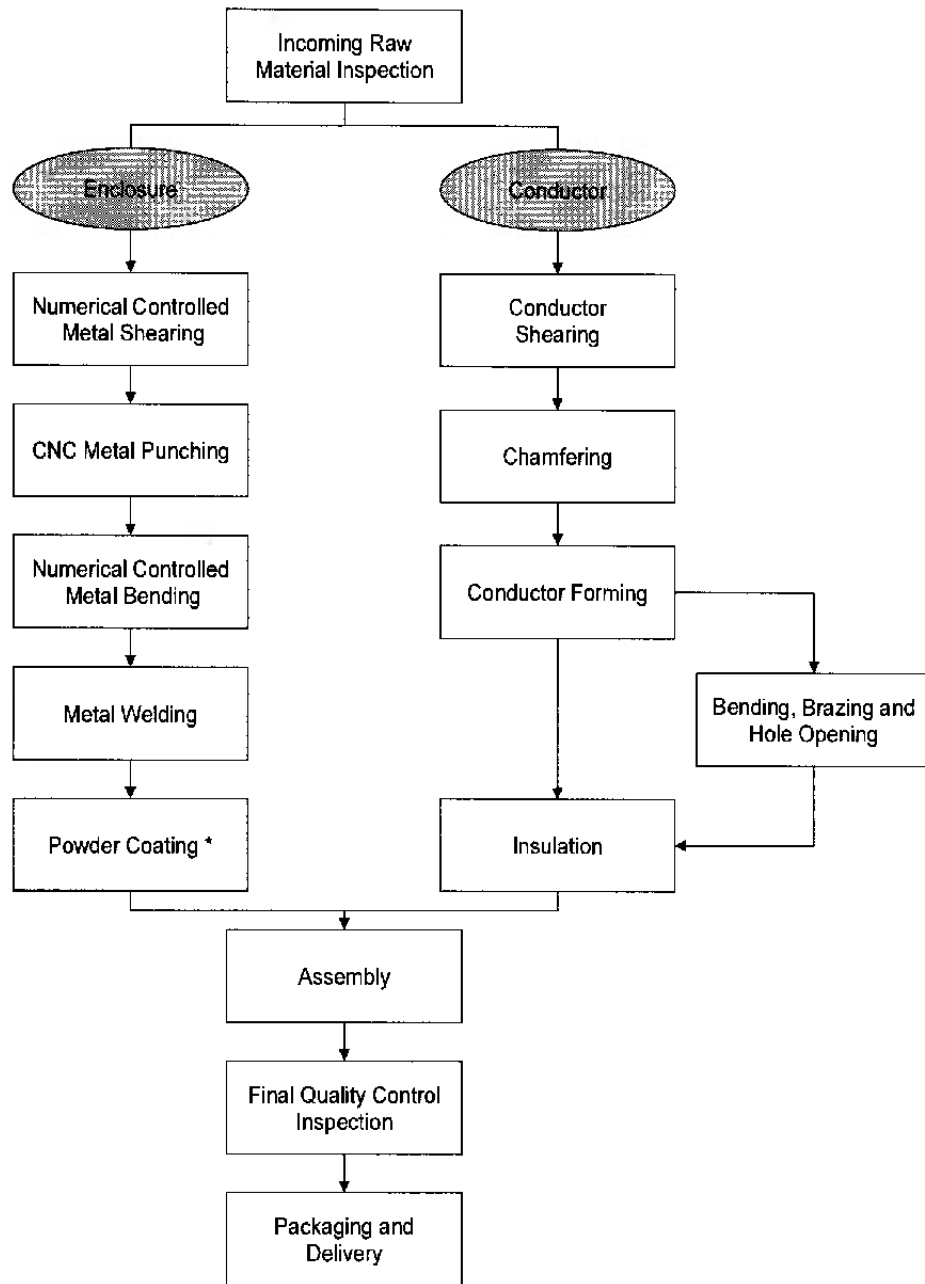 Incoming Raw
Material Inspection
Enclosure
Conductor
Numerical Controlled
Metal Shearing
Conductor
Shearing
CNC Metal Punching
Chamfering
Numerical Controlled
Metal Bending
Conductor Forming
Metal Welding
Bending, Brazing and
Hole Opening
Powder Coating *
Insulation
Assembly
Final Quality Control
Inspection
Packaging and
Delivery